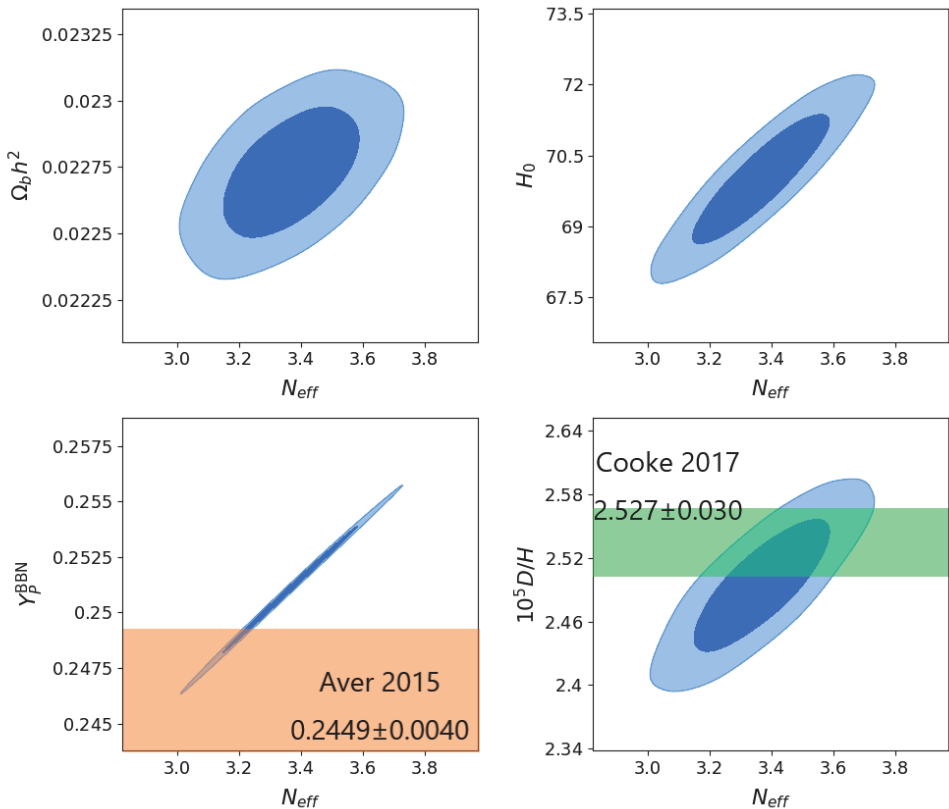 0.02325
0.023
0.02275
0.0225
0.02225
Ω_b h²
3.0 3.2 3.4 3.6 3.8
N_eff
73.5
72
70.5
69
67.5
H₀
3.0 3.2 3.4 3.6 3.8
N_eff
0.2575
0.255
0.2525
0.25
0.2475
0.245
Y_P^BBN
Aver 2015
0.2449±0.0040
3.0 3.2 3.4 3.6 3.8
N_eff
2.64
2.58
2.52
2.46
2.4
2.34
10⁵D/H
Cooke 2017
2.527±0.030
3.0 3.2 3.4 3.6 3.8
N_eff